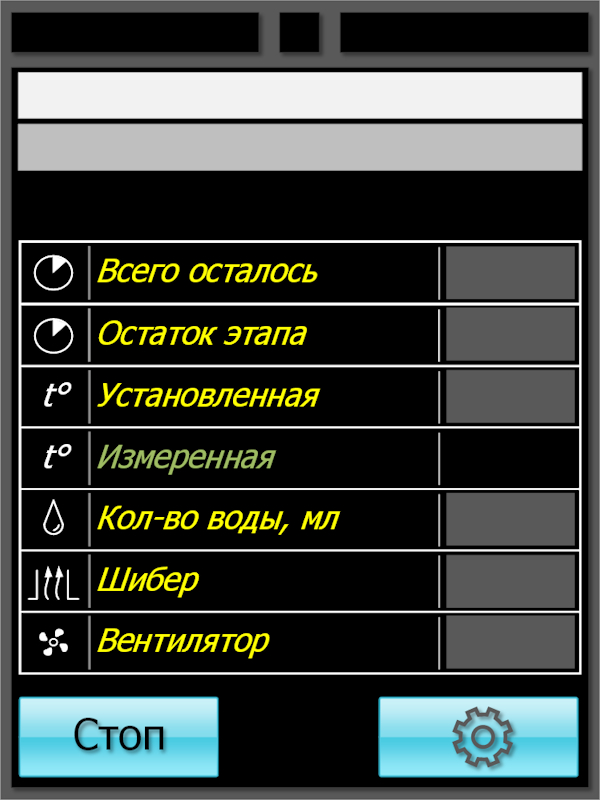 Всего осталось
Остаток этапа
t° Установленная
t° Измеренная
Кол-во воды, мл
Шибер
Вентилятор
Стоп